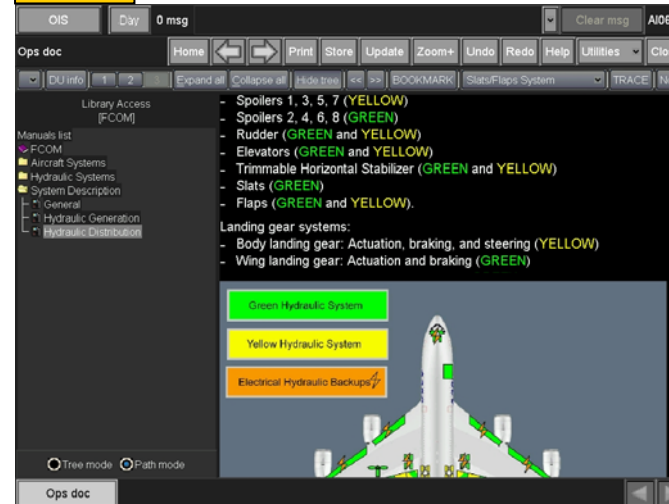 OIS Day 0 msg Clear msg
Ops doc Home Print Store Update Zoom+ Undo Redo Help Utilities
DU info 1 2 3 Expand all Collapse all Hide tree << >> BOOKMARK Slats/Flaps System TRACE
Library Access
[FCOM]
Manuals list
FCOM
Aircraft Systems
Hydraulic Systems
System Description
General
Hydraulic Generation
Hydraulic Distribution
Tree mode Path mode
- Spoilers 1, 3, 5, 7 (YELLOW)
- Spoilers 2, 4, 6, 8 (GREEN)
- Rudder (GREEN and YELLOW)
- Elevators (GREEN and YELLOW)
- Trimmable Horizontal Stabilizer (GREEN and YELLOW)
- Slats (GREEN)
- Flaps (GREEN and YELLOW).
Landing gear systems:
- Body landing gear: Actuation, braking, and steering (YELLOW)
- Wing landing gear: Actuation and braking (GREEN)
Green Hydraulic System
Yellow Hydraulic System
Electrical Hydraulic Backups
Ops doc